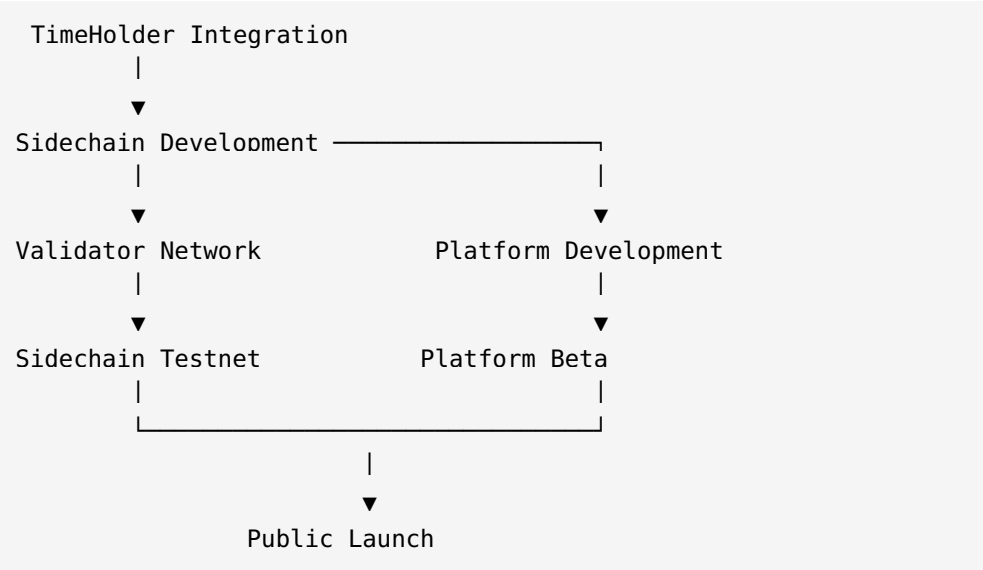 TimeHolder Integration
Sidechain Development
Validator Network Platform Development
Sidechain Testnet Platform Beta
Public Launch